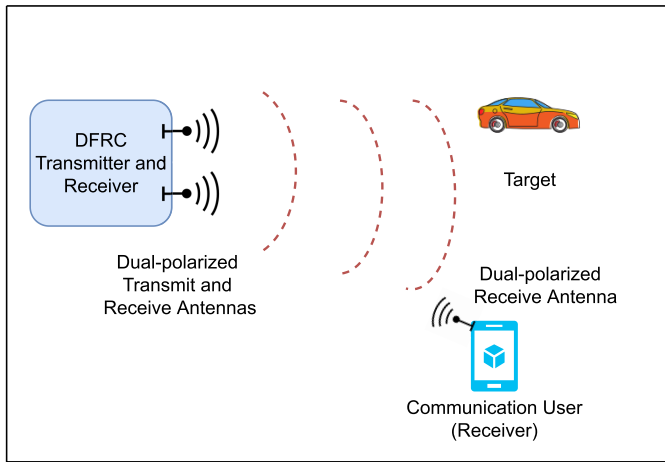 DFRC
Transmitter and
Receiver
Target
Dual-polarized
Transmit and
Receive Antennas
Dual-polarized
Receive Antenna
Communication User
(Receiver)